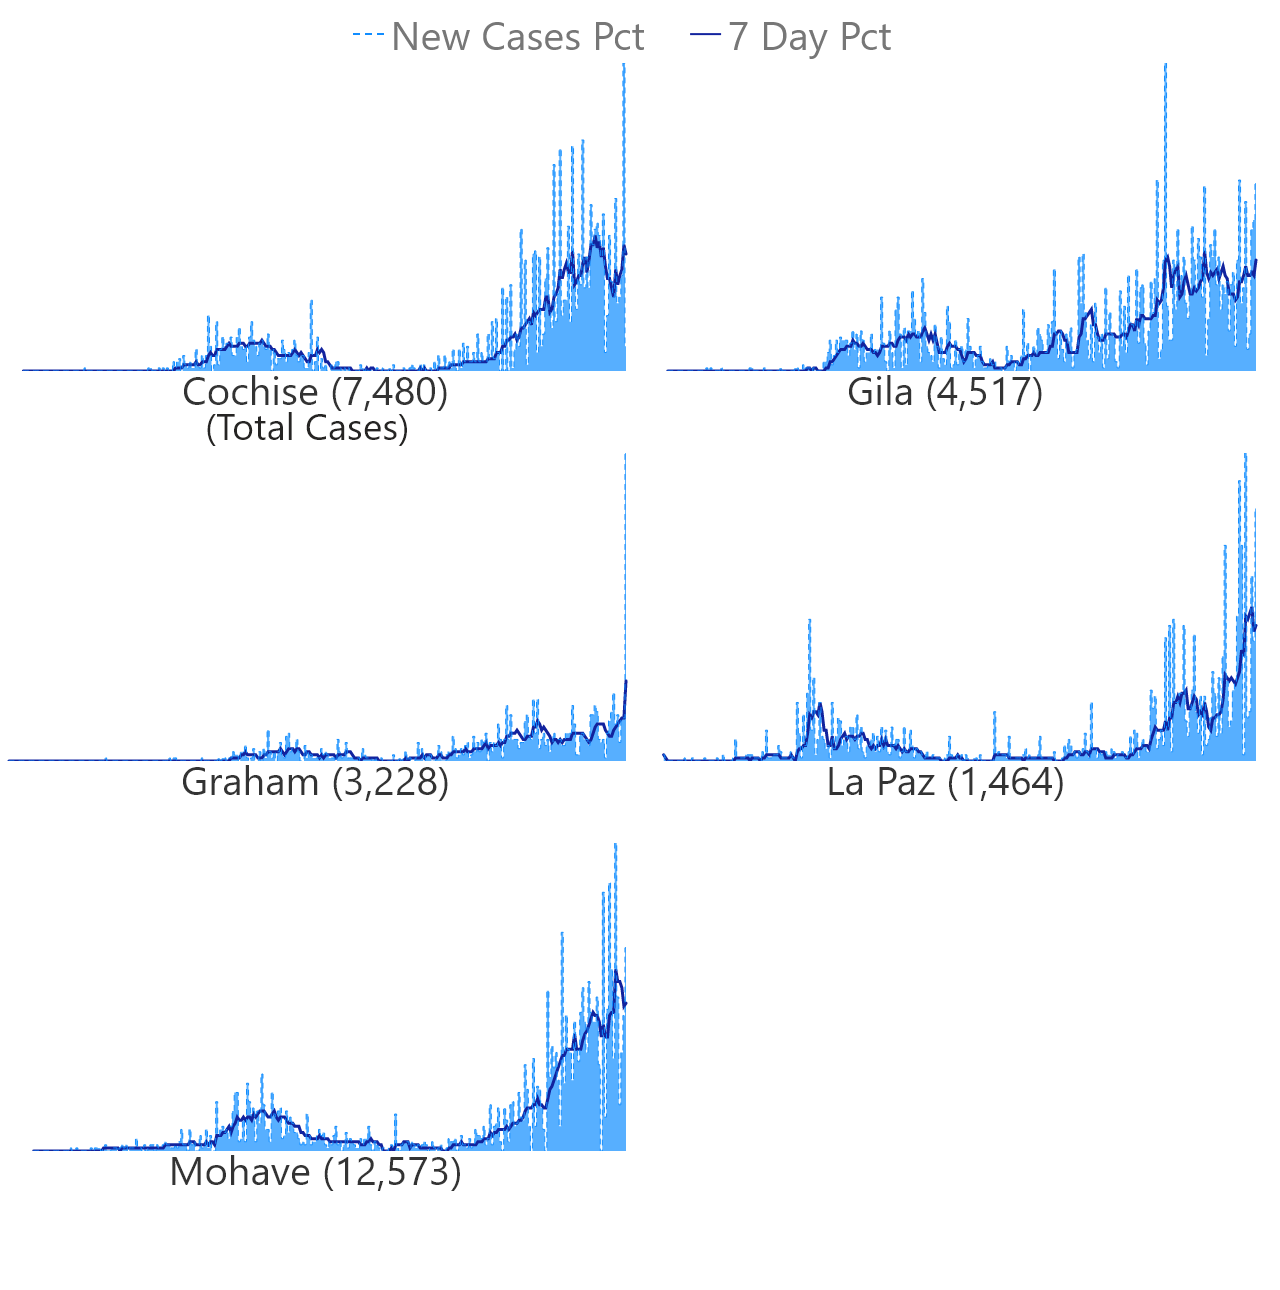 New Cases Pct 7 Day Pct
Cochise (7,480) Gila (4,517)
(Total Cases)
Graham (3,228) La Paz (1,464)
Mohave (12,573)